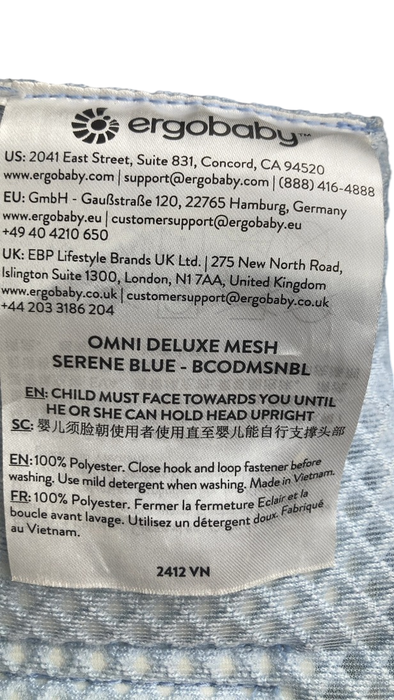 ergobaby™
US: 2041 East Street, Suite 831, Concord, CA 94520
www.ergobaby.com | support@ergobaby.com | (888) 416-4888
EU: GmbH - Gaußstraße 120, 22765 Hamburg, Germany
www.ergobaby.eu | customersupport@ergobaby.eu
+49 40 4210 650
UK: EBP Lifestyle Brands UK Ltd. | 275 New North Road,
Islington Suite 1300, London, N1 7AA, United Kingdom
www.ergobaby.co.uk | customersupport@ergobaby.co.uk
+44 203 3186 204
OMNI DELUXE MESH
SERENE BLUE - BCODMSNBL
EN: CHILD MUST FACE TOWARDS YOU UNTIL
HE OR SHE CAN HOLD HEAD UPRIGHT
SC: 婴儿须脸朝使用者使用直至婴儿能自行支撑头部
EN: 100% Polyester. Close hook and loop fastener before
washing. Use mild detergent when washing. Made in Vietnam.
FR: 100% Polyester. Fermer la fermeture Eclair et la
boucle avant lavage. Utilisez un détergent doux. Fabriqué
au Vietnam.
2412 VN